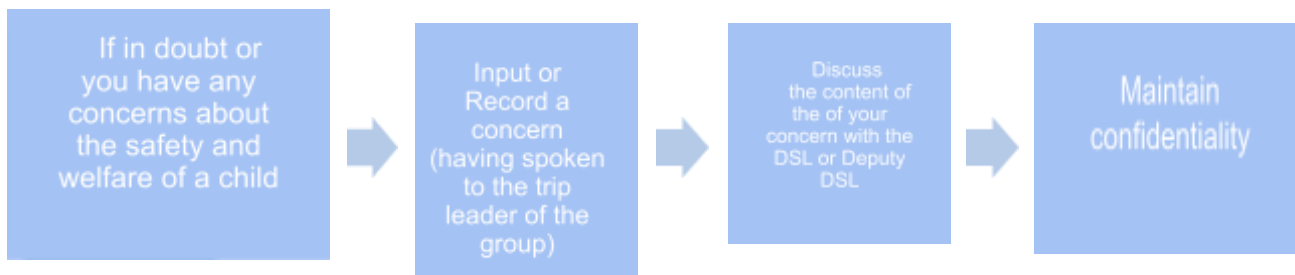 If in doubt or
you have any
concerns about
the safety and
welfare of a child
Input or
Record a
concern
(having spoken
to the trip
leader of the
group)
Discuss
the content of
the of your
concern with the
DSL or Deputy
DSL
Maintain
confidentiality